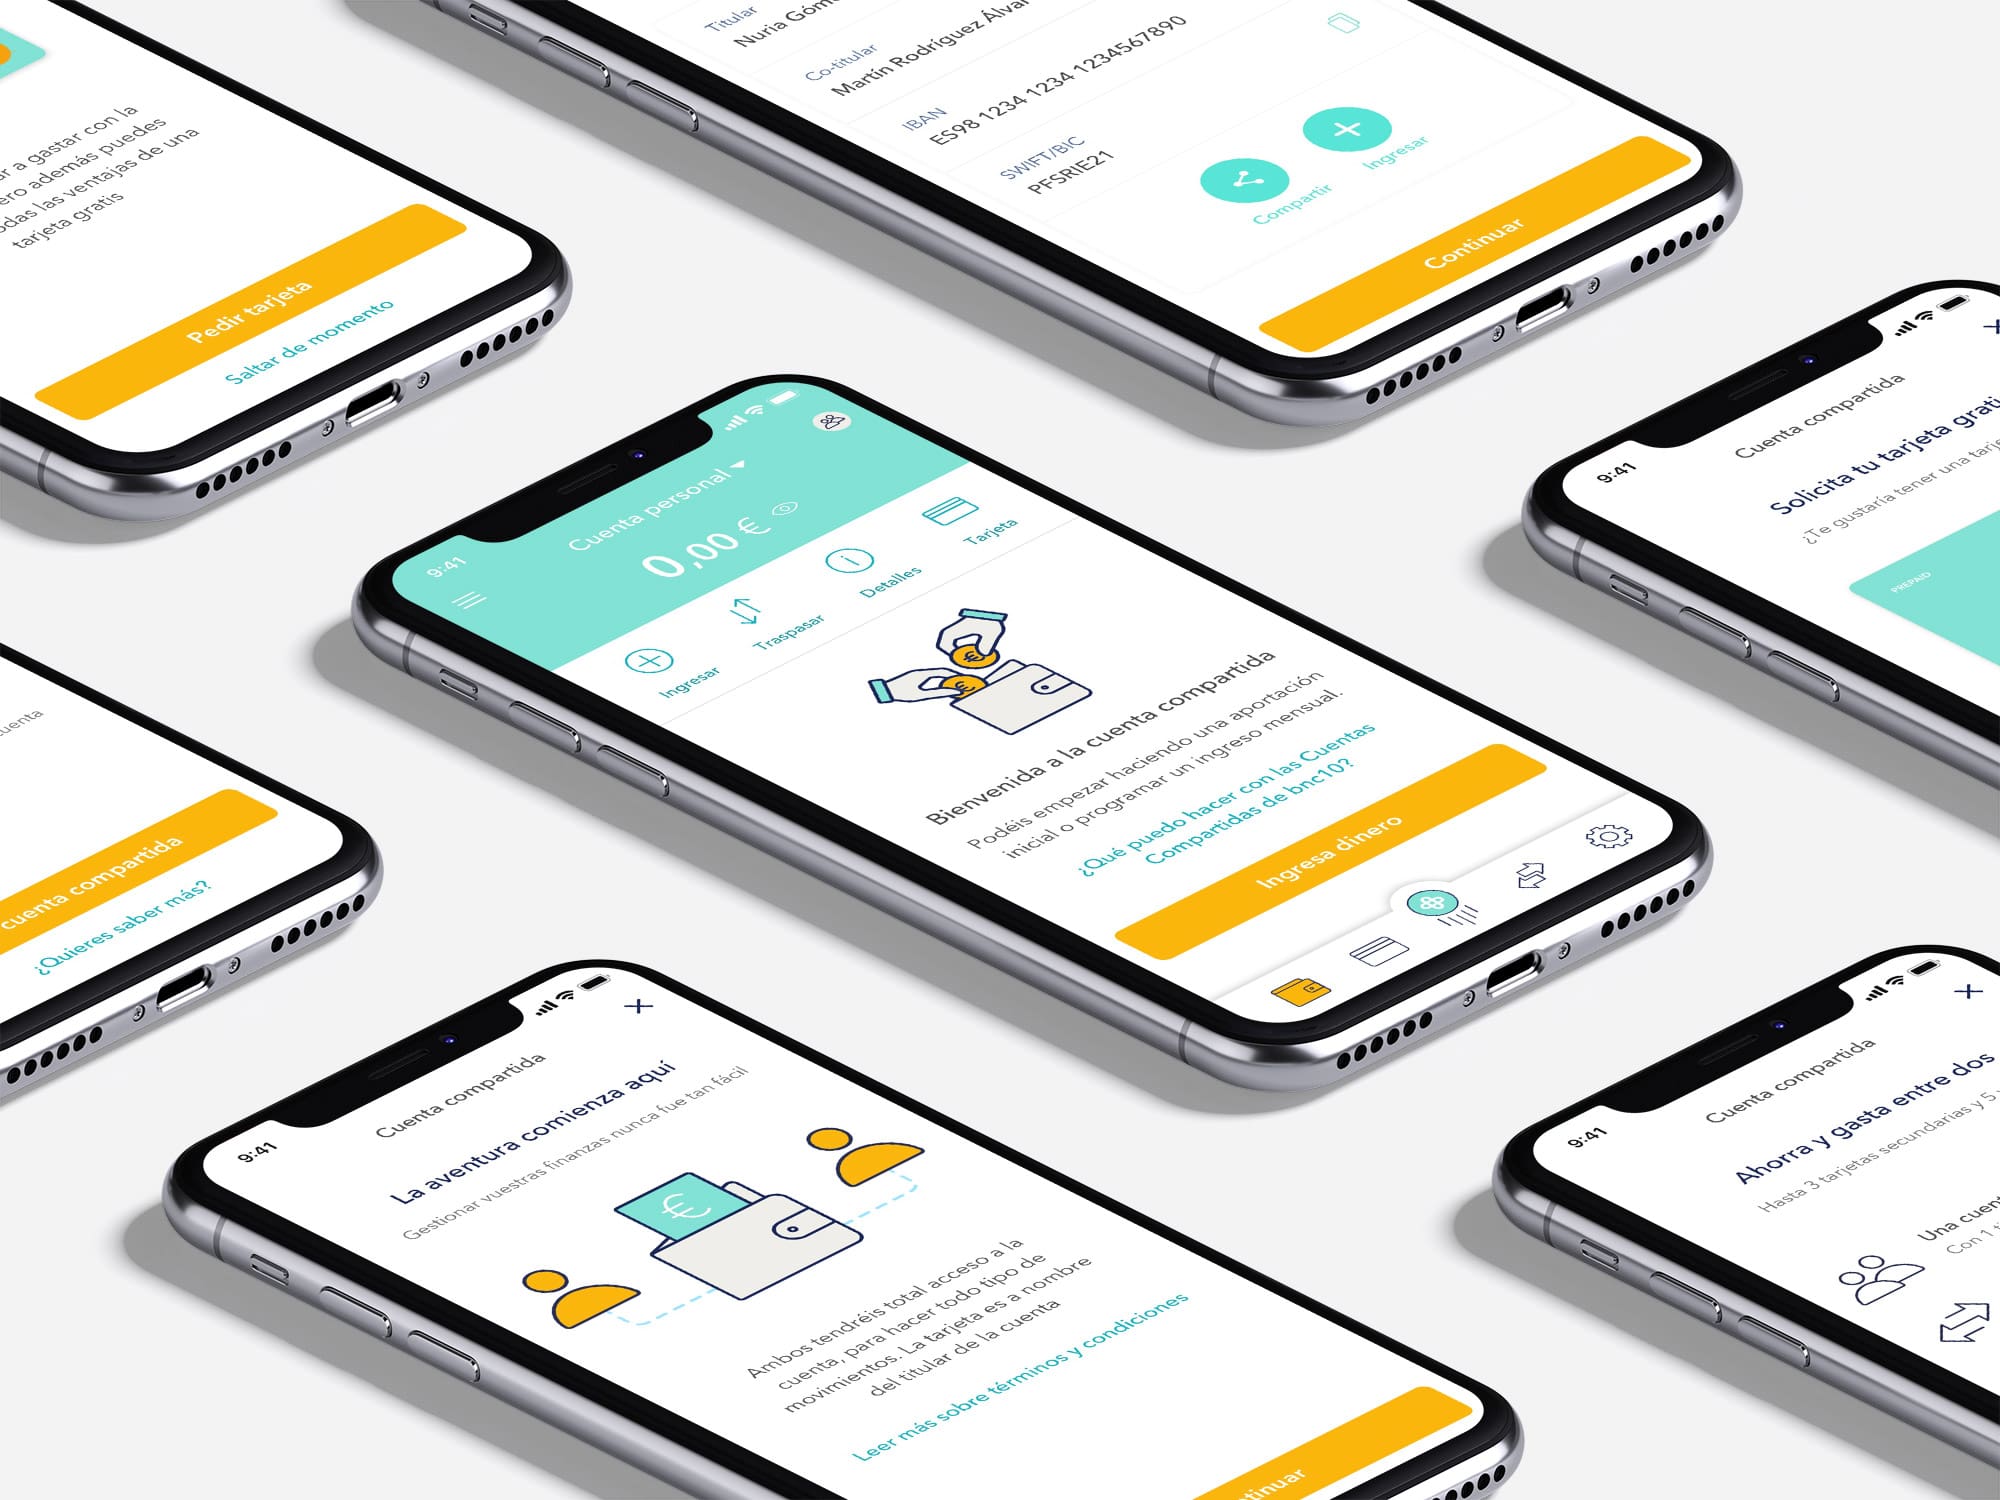 ar a gastar con la
ero además puedes
odas las ventajas de una
tarjeta gratis
Pedir tarjeta
Saltar de momento
Titular
Nuria
Co-titular
Martín Rodríguez
IBAN
ES98 1234 1234 1234567890
SWIFT/BIC
PFSRIE21
Compartir
Ingresar
Continuar
9:41
Cuenta compartida
Solicita tu tarjeta grati
¿Te gustaría tener una tarje
PREPAID
9:41
Cuenta personal
0,00 €
Ingresar
Traspasar
Detalles
Tarjeta
€
€
Bienvenida a la cuenta compartida
Podéis empezar haciendo una aportación
inicial o programar un ingreso mensual.
¿Qué puedo hacer con las Cuentas
Compartidas de bnc10?
Ingresa dinero
cuenta
cuenta compartida
¿Quieres saber más?
9:41
Cuenta compartida
La aventura comienza aquí
Gestionar vuestras finanzas nunca fue tan fácil
€
Ambos tendréis total acceso a la
cuenta, para hacer todo tipo de
movimientos. La tarjeta es a nombre
del titular de la cuenta
Leer más sobre términos y condiciones
tinuar
9:41
Cuenta compartida
Ahorra y gasta entre dos
Hasta 3 tarjetas secundarias y 5
Una cuent
Con 1